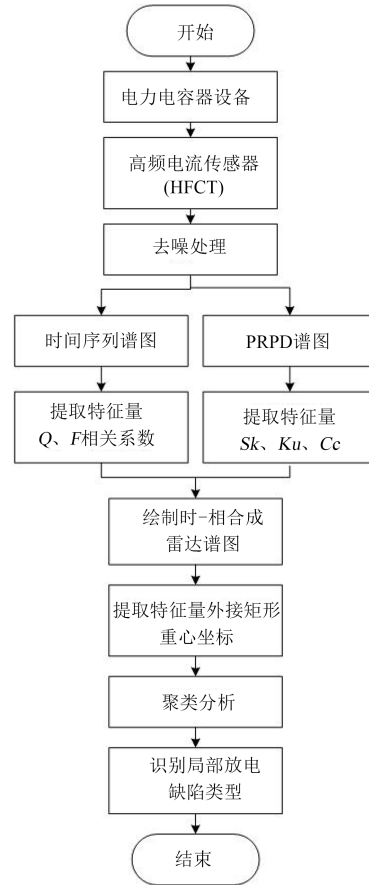 开始
电力电容器设备
高频电流传感器
(HFCT)
去噪处理
时间序列谱图
PRPD谱图
提取特征量
Q、F相关系数
提取特征量
Sk、Ku、Cc
绘制时-相合成
雷达谱图
提取特征量外接矩形
重心坐标
聚类分析
识别局部放电
缺陷类型
结束